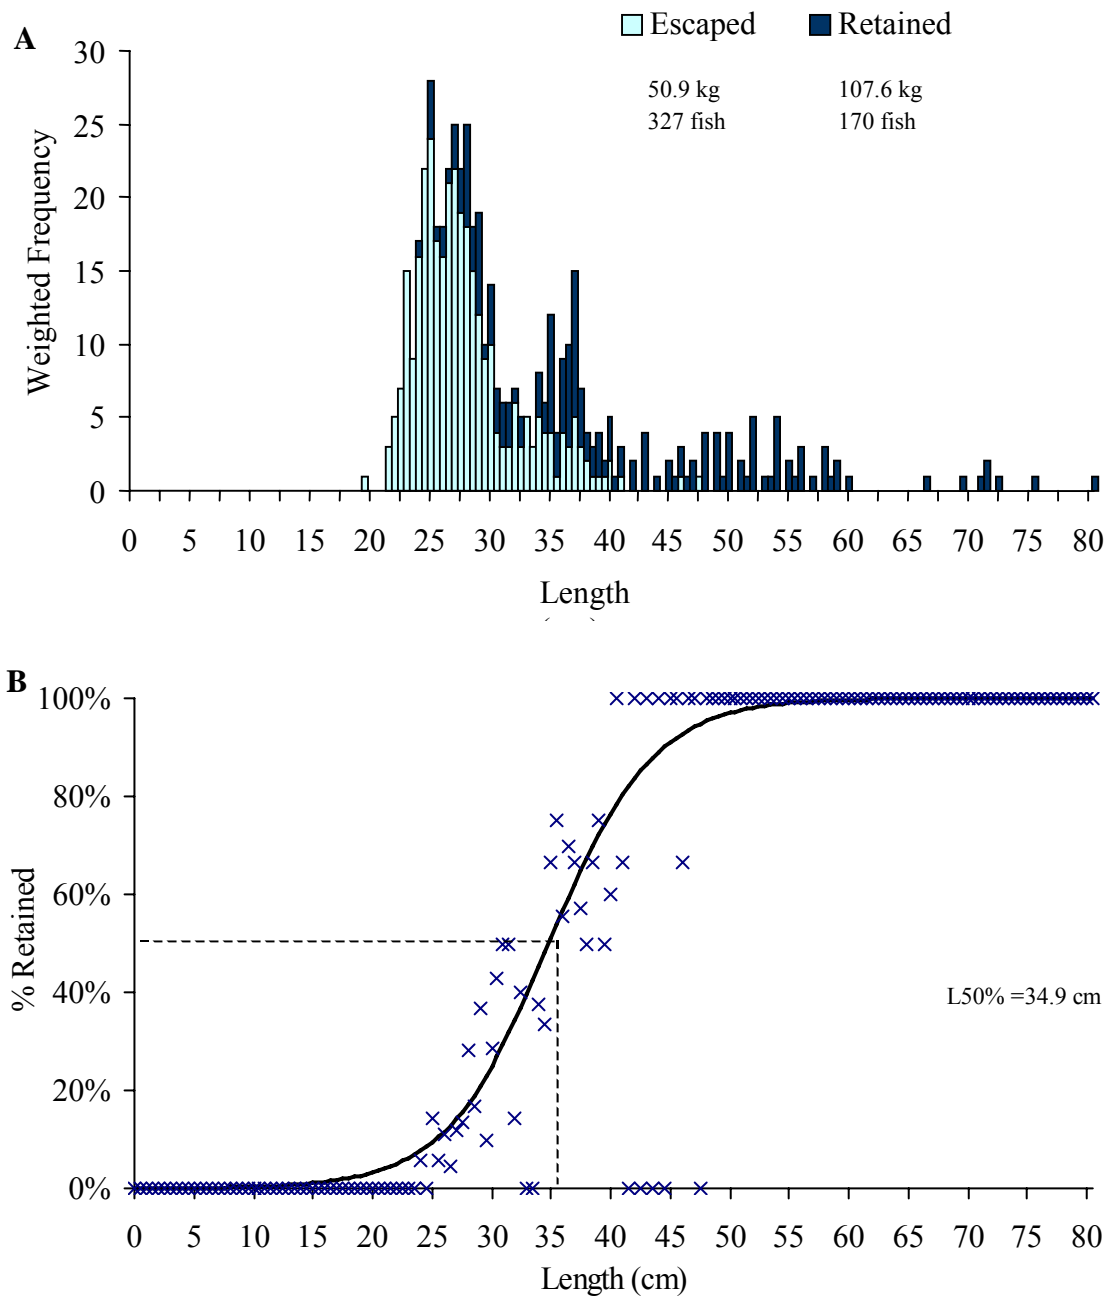 A
Escaped Retained
50.9 kg 107.6 kg
327 fish 170 fish
Weighted Frequency
30
25
20
15
10
5
0
0 5 10 15 20 25 30 35 40 45 50 55 60 65 70 75 80
Length
B
100%
80%
60%
40%
20%
0%
% Retained
L50% =34.9 cm
0 5 10 15 20 25 30 35 40 45 50 55 60 65 70 75 80
Length (cm)